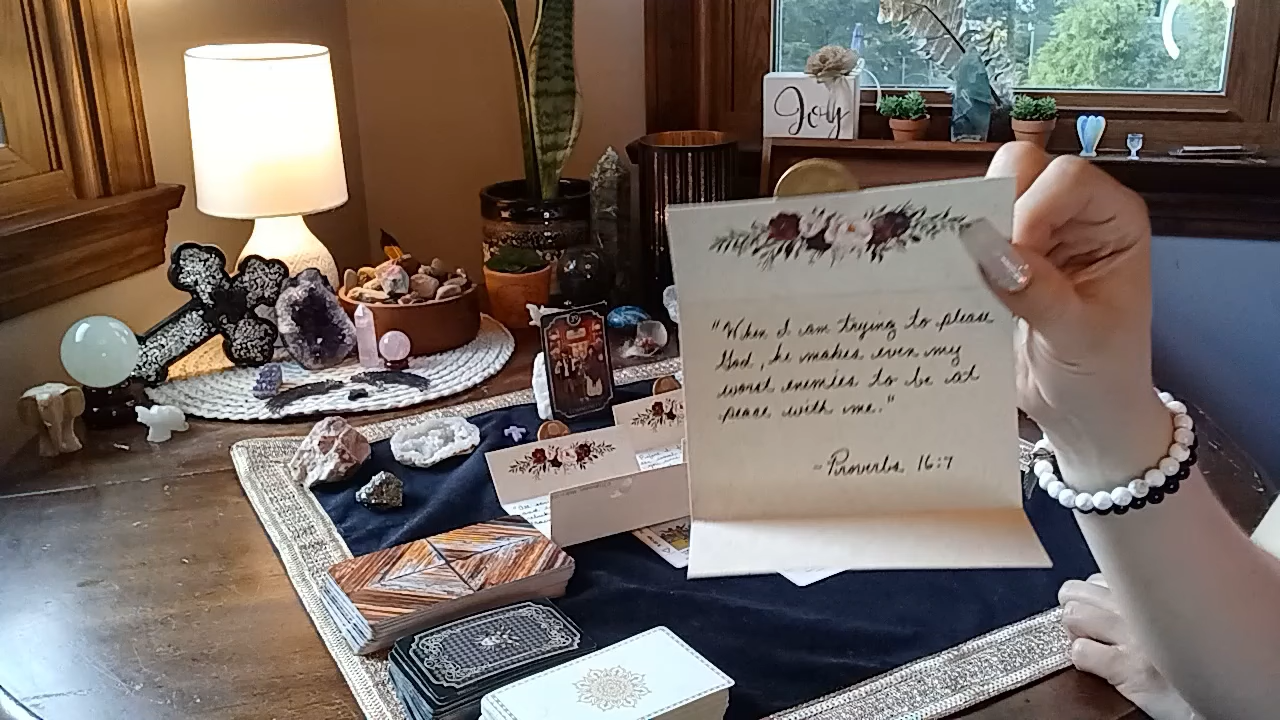 Joy
"When I am trying to please
God, he makes even my
worst enemies to be at
peace with me."
- Proverbs 16:7